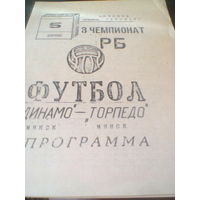 5
3 ЧЕМПИОНАТ
РБ
ФУТБОЛ
ДИНАМО" - "ТОРПЕДО"
МИНСК МИНСК
ПРОГРАММА